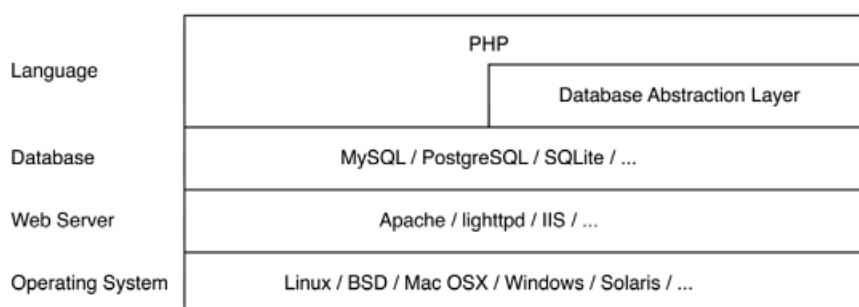 PHP
Language
Database Abstraction Layer
Database
MySQL / PostgreSQL / SQLite / ...
Web Server
Apache / lighttpd / IIS / ...
Operating System
Linux / BSD / Mac OSX / Windows / Solaris / ...